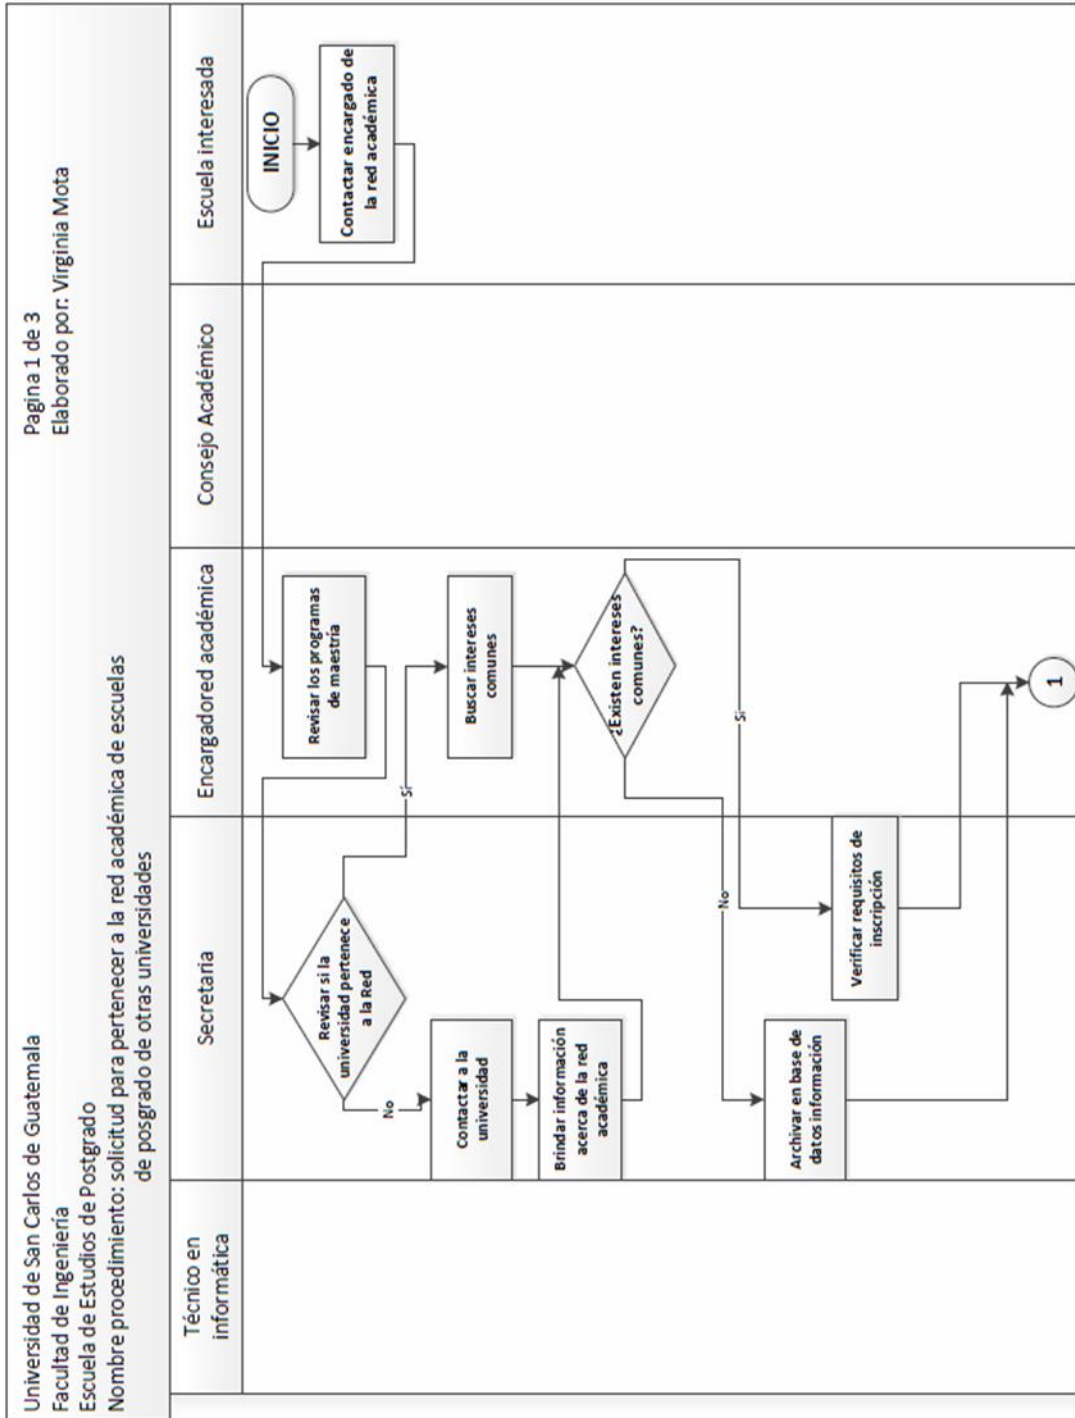 Universidad de San Carlos de Guatemala
Facultad de Ingeniería
Escuela de Estudios de Postgrado
Nombre procedimiento: solicitud para pertenecer a la red académica de escuelas
de posgrado de otras universidades
Pagina 1 de 3
Elaborado por: Virginia Mota
Técnico en
informática
Secretaria
Encargadored académica
Consejo Académico
Escuela interesada
INICIO
Contactar encargado de
la red académica
Revisar los programas
de maestría
Revisar si la
universidad pertenece
a la Red
No
Sí
Contactar a la
universidad
Buscar intereses
comunes
Brindar información
acerca de la red
académica
¿Existen intereses
comunes?
No
Sí
Archivar en base de
datos información
Verificar requisitos de
inscripción
1